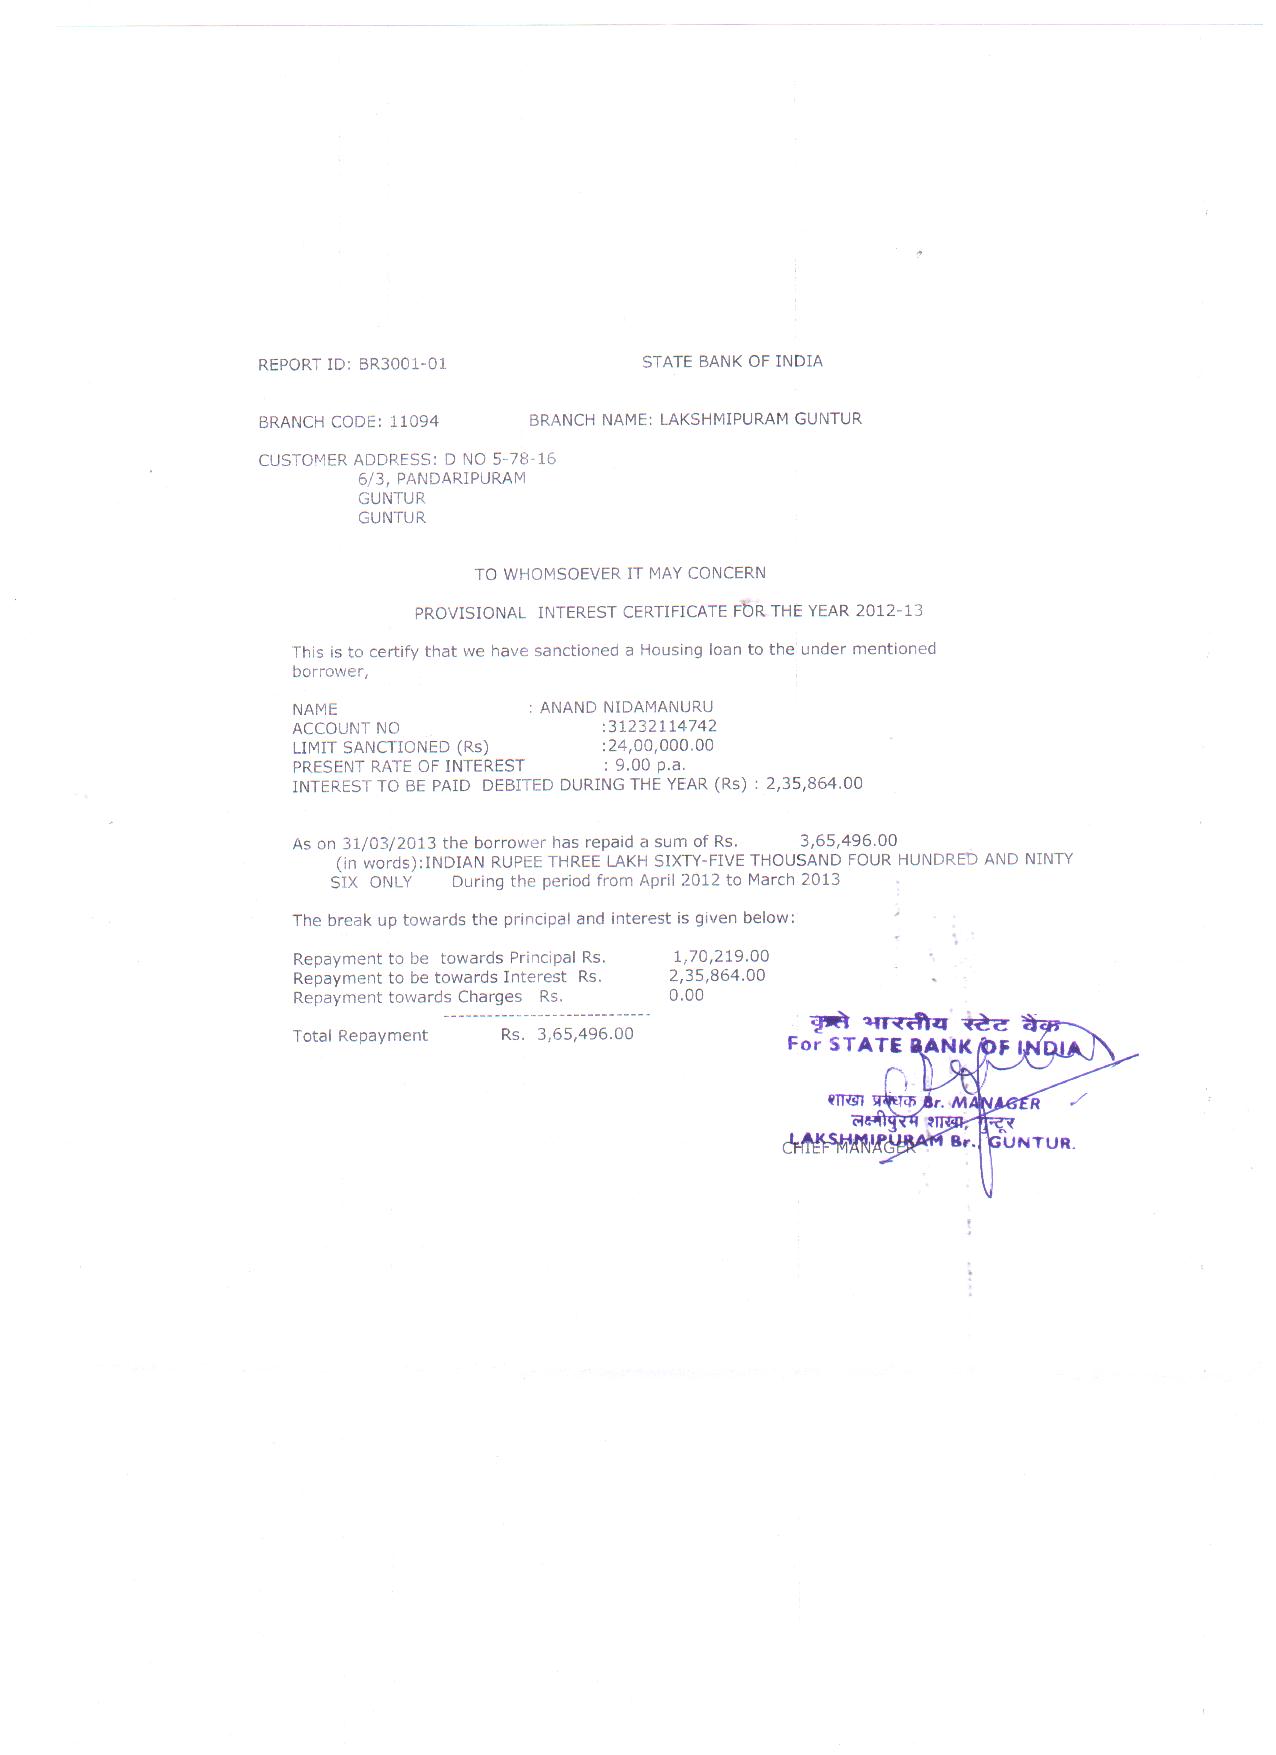 REPORT ID: BR3001-01 STATE BANK OF INDIA
BRANCH CODE: 11094 BRANCH NAME: LAKSHMIPURAM GUNTUR
CUSTOMER ADDRESS: D NO 5-78-16
6/3, PANDARIPURAM
GUNTUR
GUNTUR
TO WHOMSOEVER IT MAY CONCERN
PROVISIONAL INTEREST CERTIFICATE FOR THE YEAR 2012-13
This is to certify that we have sanctioned a Housing loan to the under mentioned
borrower,
NAME : ANAND NIDAMANURU
ACCOUNT NO :31232114742
LIMIT SANCTIONED (Rs) :24,00,000.00
PRESENT RATE OF INTEREST : 9.00 p.a.
INTEREST TO BE PAID DEBITED DURING THE YEAR (Rs) : 2,35,864.00
As on 31/03/2013 the borrower has repaid a sum of Rs. 3,65,496.00
(in words):INDIAN RUPEE THREE LAKH SIXTY-FIVE THOUSAND FOUR HUNDRED AND NINTY
SIX ONLY During the period from April 2012 to March 2013
The break up towards the principal and interest is given below:
Repayment to be towards Principal Rs. 1,70,219.00
Repayment to be towards Interest Rs. 2,35,864.00
Repayment towards Charges Rs. 0.00
---------------------------
Total Repayment Rs. 3,65,496.00
कृते भारतीय स्टेट बैंक
For STATE BANK OF INDIA
शाखा प्रबंधक Br. MANAGER
लक्ष्मीपुरम शाखा, गुन्टूर
LAKSHMIPURAM Br., GUNTUR.
CHIEF MANAGER